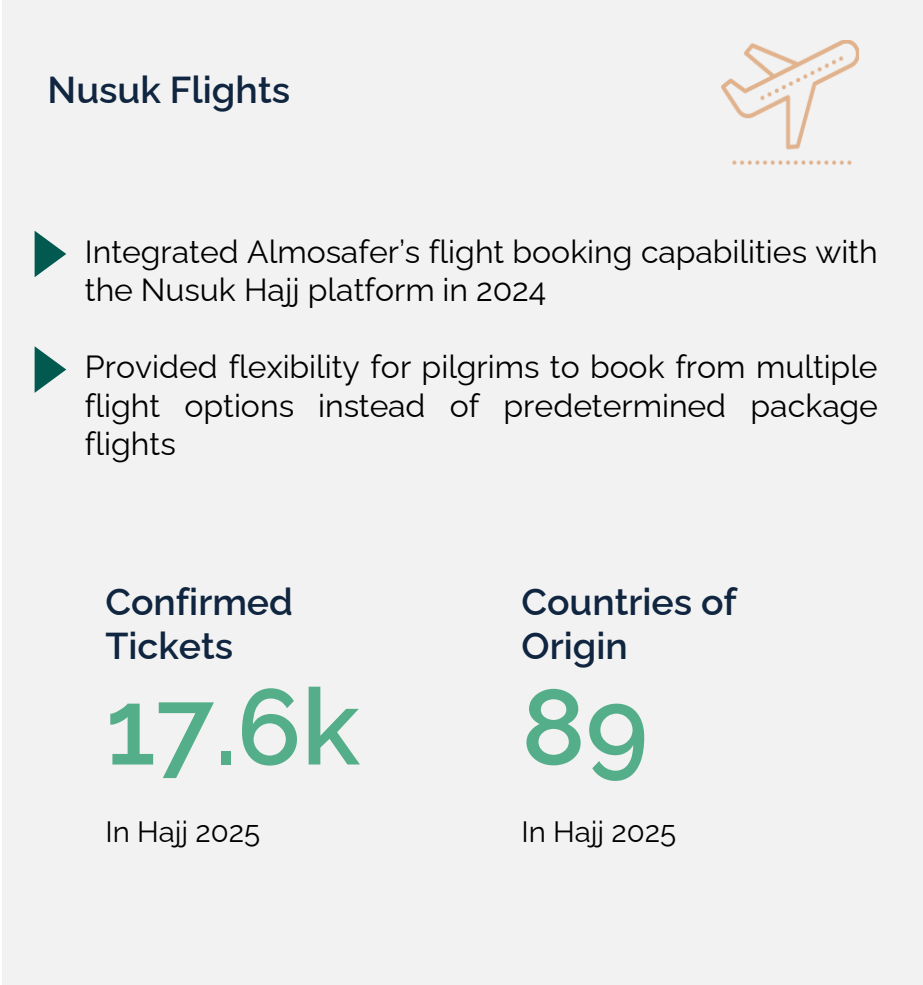 Nusuk Flights
Integrated Almosafer’s flight booking capabilities with
the Nusuk Hajj platform in 2024
Provided flexibility for pilgrims to book from multiple
flight options instead of predetermined package
flights
Confirmed
Tickets
17.6k
In Hajj 2025
Countries of
Origin
89
In Hajj 2025